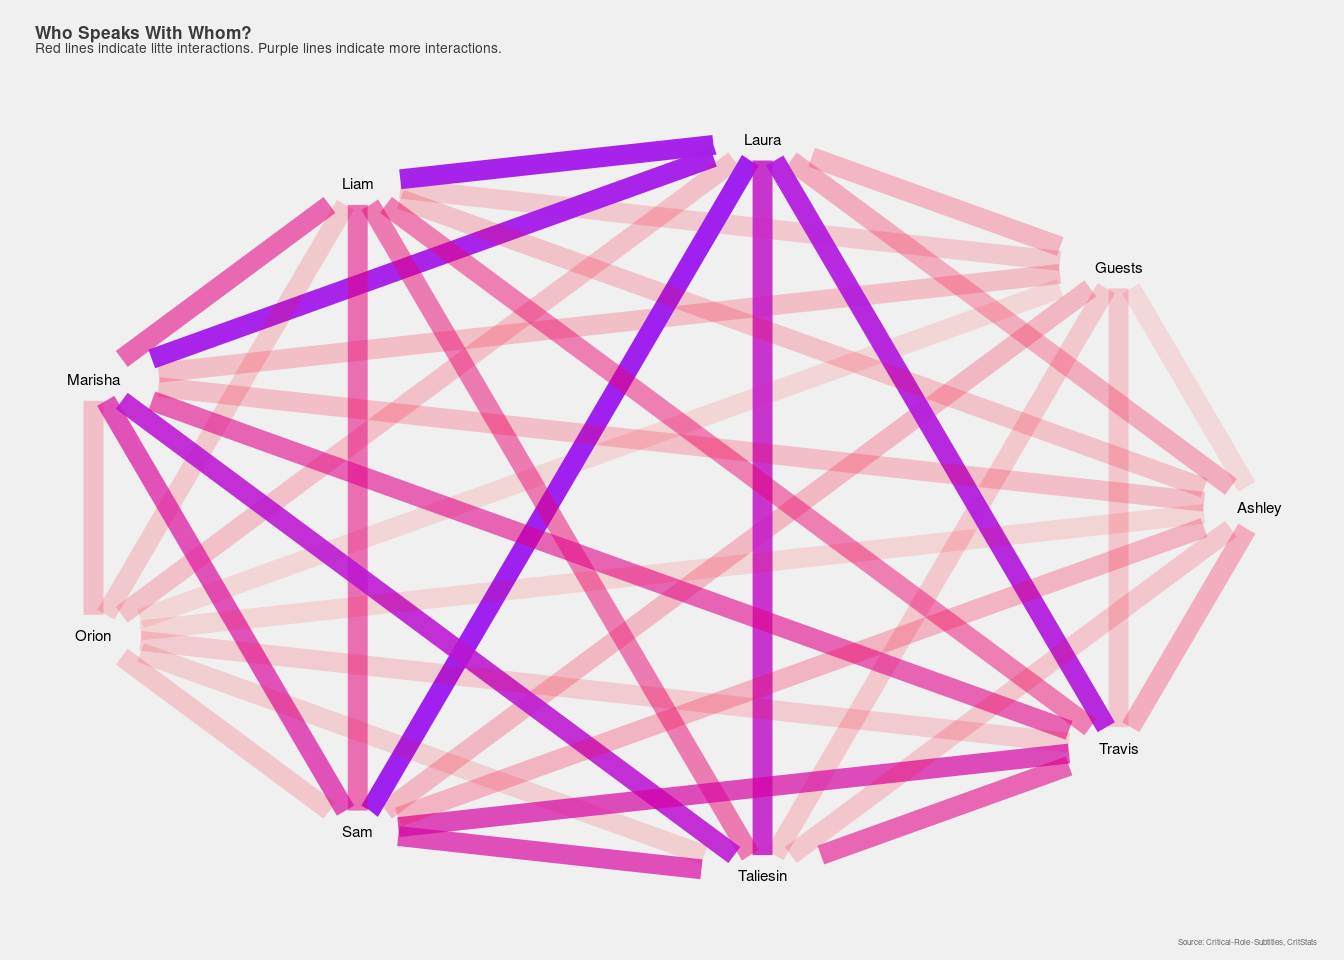 Who Speaks With Whom?
Red lines indicate litte interactions. Purple lines indicate more interactions.
Laura
Liam
Guests
Marisha
Ashley
Orion
Travis
Sam
Taliesin
Source: Critical-Role-Subtitles, CritStats